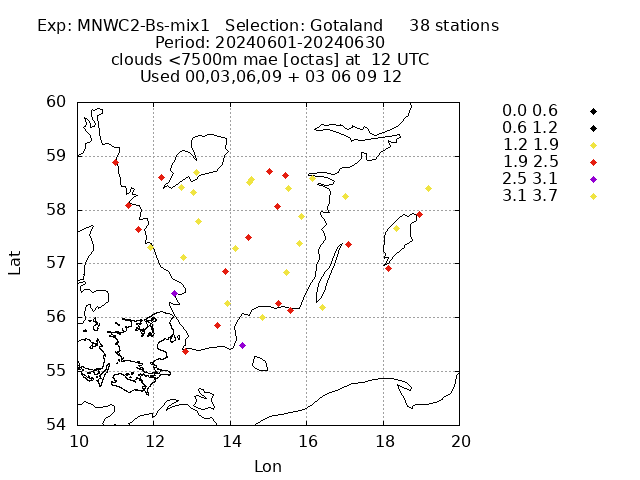 Exp: MNWC2-Bs-mix1   Selection: Gotaland     38 stations
Period: 20240601-20240630
clouds <7500m mae [octas] at  12 UTC
Used 00,03,06,09 + 03 06 09 12
0.0 0.6
0.6 1.2
1.2 1.9
1.9 2.5
2.5 3.1
3.1 3.7
60
59
58
57
56
55
54
Lat
10 12 14 16 18 20
Lon